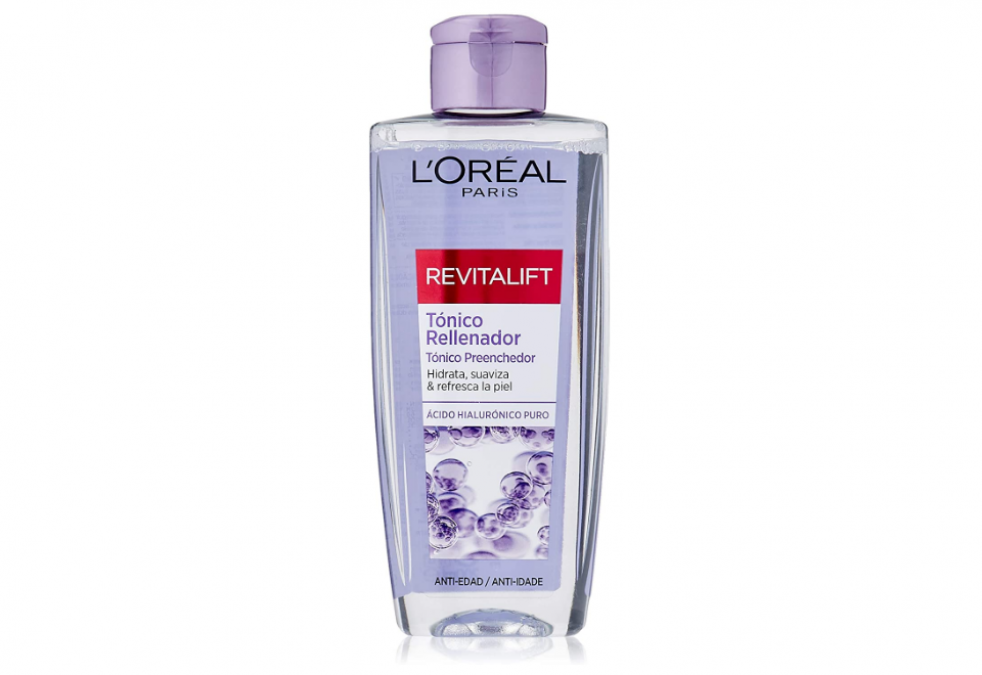 L'ORÉAL
PARIS
REVITALIFT
Tónico
Rellenador
Tónico Preenchedor
Hidrata, suaviza
& refresca la piel
ÁCIDO HIALURÓNICO PURO
ANTI-EDAD / ANTI-IDADE